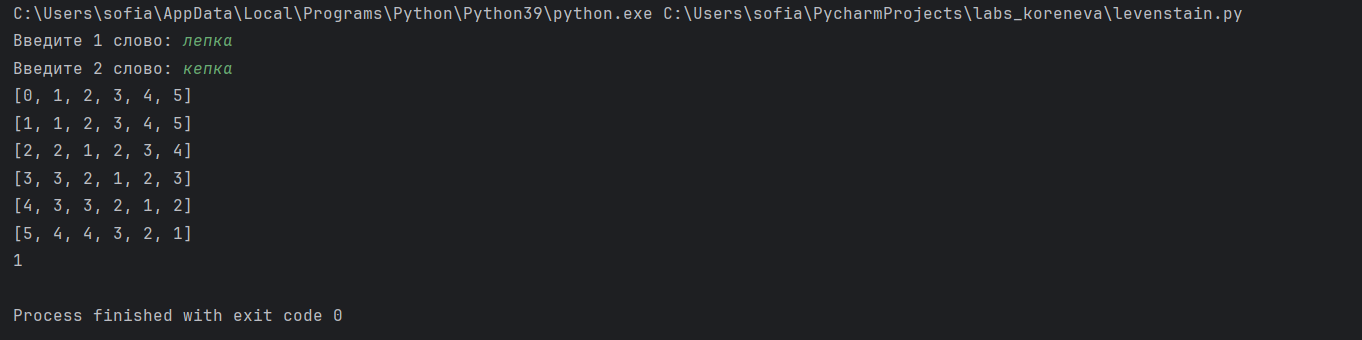 C:\Users\sofia\AppData\Local\Programs\Python\Python39\python.exe C:\Users\sofia\PycharmProjects\labs_koreneva\levenstain.py
Введите 1 слово: лепка
Введите 2 слово: кепка
[0, 1, 2, 3, 4, 5]
[1, 1, 2, 3, 4, 5]
[2, 2, 1, 2, 3, 4]
[3, 3, 2, 1, 2, 3]
[4, 3, 3, 2, 1, 2]
[5, 4, 4, 3, 2, 1]
1
Process finished with exit code 0